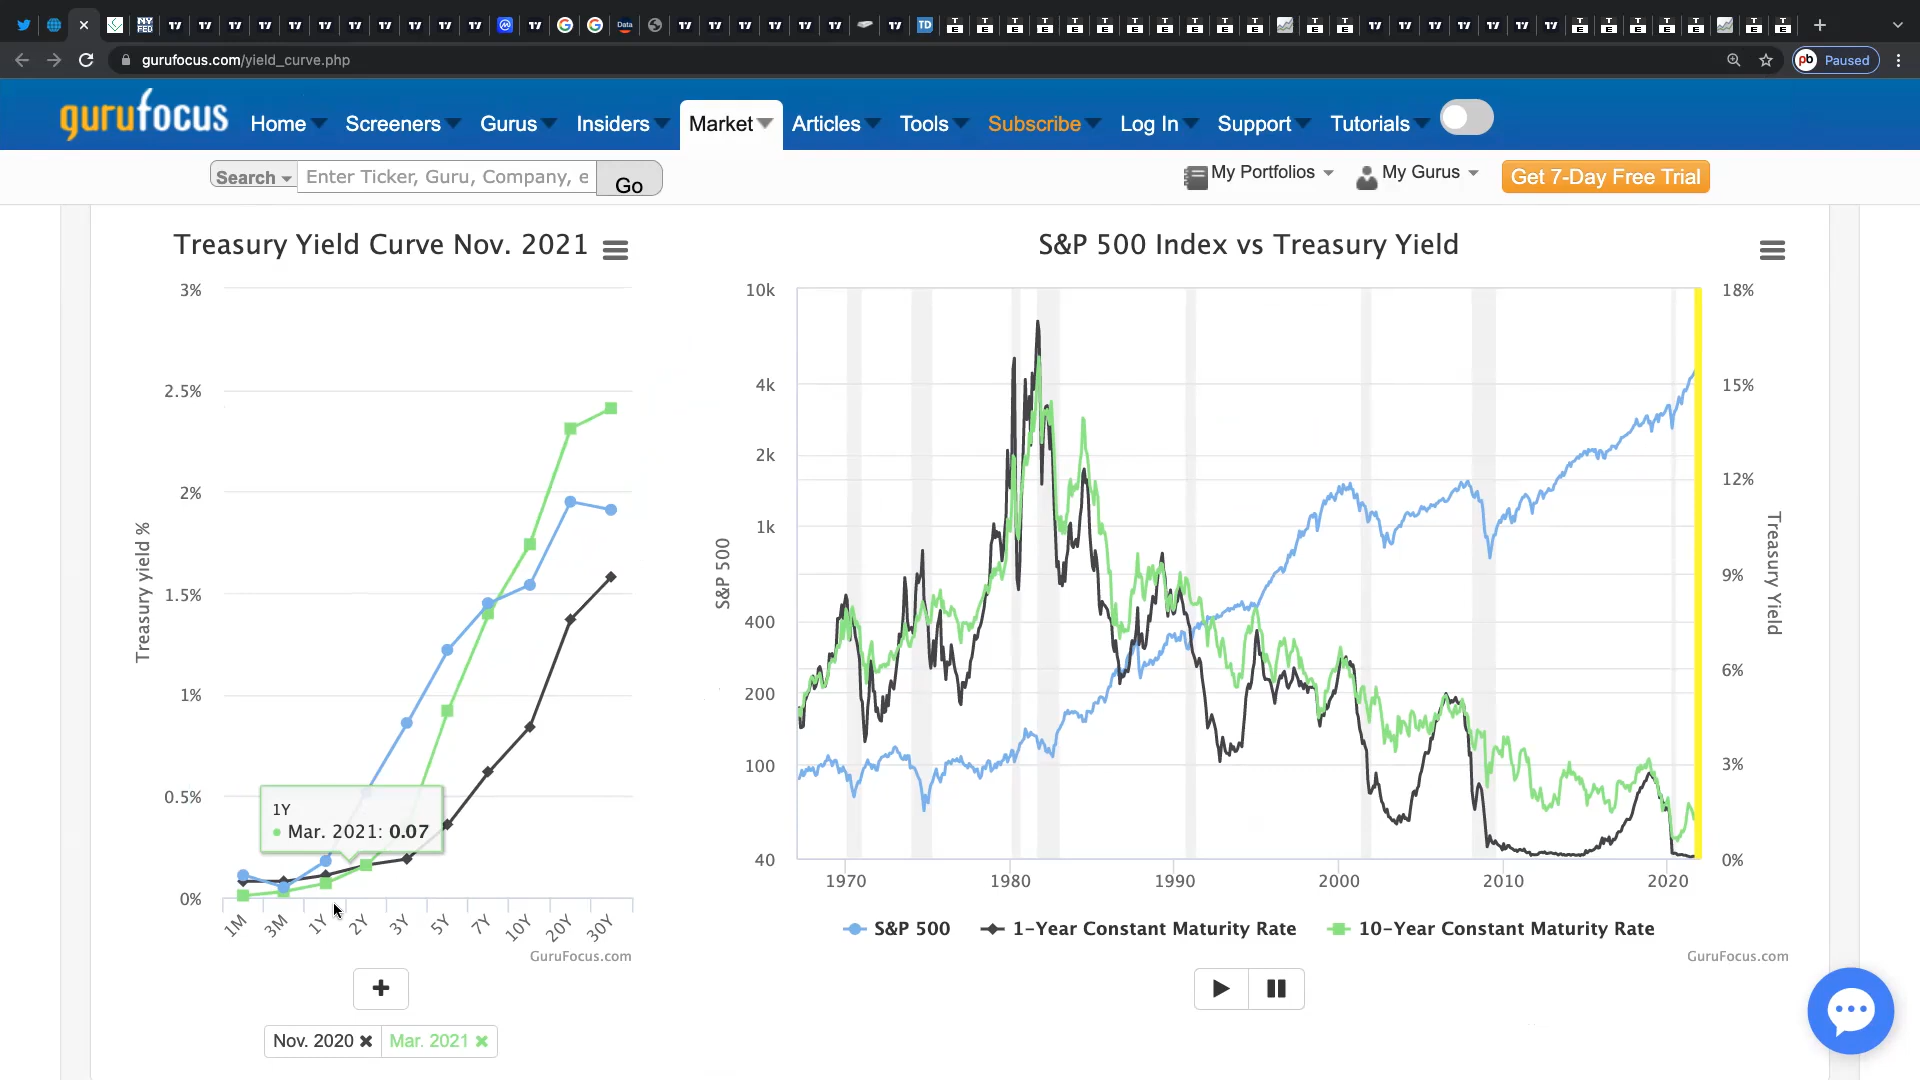 gurufocus.com/yield_curve.php
Paused
gurufocus
Home
Screeners
Gurus
Insiders
Market
Articles
Tools
Subscribe
Log In
Support
Tutorials
Search
Enter Ticker, Guru, Company, e
Go
My Portfolios
My Gurus
Get 7-Day Free Trial
Treasury Yield Curve Nov. 2021
3%
2.5%
2%
1.5%
1%
0.5%
0%
Treasury yield %
1Y
Mar. 2021: 0.07
1M
3M
1Y
2Y
3Y
5Y
7Y
10Y
20Y
30Y
GuruFocus.com
+
Nov. 2020 ✖
Mar. 2021 ✖
S&P 500 Index vs Treasury Yield
10k
4k
2k
1k
400
200
100
40
S&P 500
18%
15%
12%
9%
6%
3%
0%
Treasury Yield
1970
1980
1990
2000
2010
2020
S&P 500
1-Year Constant Maturity Rate
10-Year Constant Maturity Rate
GuruFocus.com